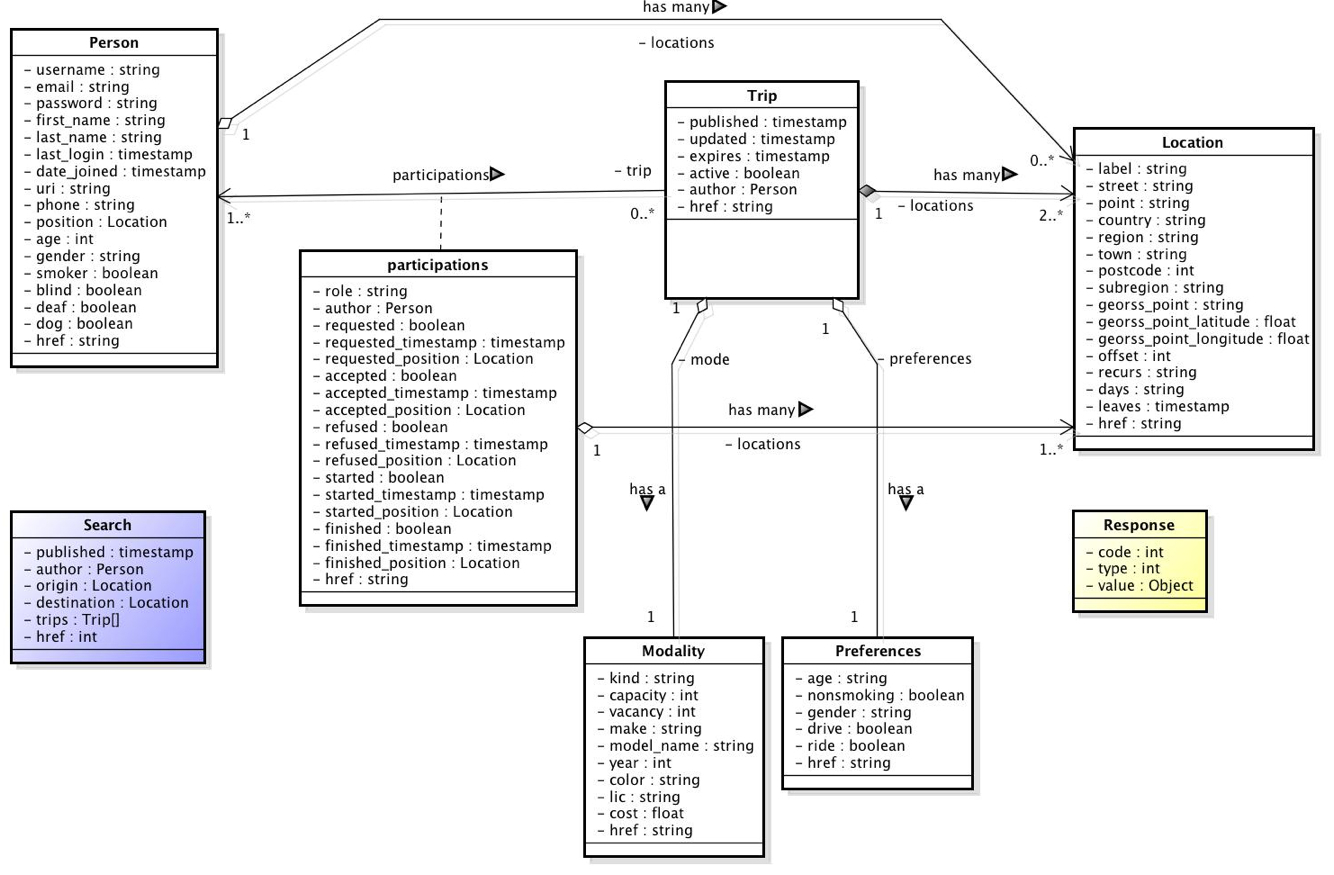 has many
- locations
Person
- username : string
- email : string
- password : string
- first_name : string
- last_name : string
- last_login : timestamp
- date_joined : timestamp
- uri : string
- phone : string
- position : Location
- age : int
- gender : string
- smoker : boolean
- blind : boolean
- deaf : boolean
- dog : boolean
- href : string
1
0..*
participations
- trip
1..*
0..*
Trip
- published : timestamp
- updated : timestamp
- expires : timestamp
- active : boolean
- author : Person
- href : string
has many
- locations
1
2..*
Location
- label : string
- street : string
- point : string
- country : string
- region : string
- town : string
- postcode : int
- subregion : string
- georss_point : string
- georss_point_latitude : float
- georss_point_longitude : float
- offset : int
- recurs : string
- days : string
- leaves : timestamp
- href : string
participations
- role : string
- author : Person
- requested : boolean
- requested_timestamp : timestamp
- requested_position : Location
- accepted : boolean
- accepted_timestamp : timestamp
- accepted_position : Location
- refused : boolean
- refused_timestamp : timestamp
- refused_position : Location
- started : boolean
- started_timestamp : timestamp
- started_position : Location
- finished : boolean
- finished_timestamp : timestamp
- finished_position : Location
- href : string
1
- mode
1
- preferences
has many
- locations
1
1..*
has a
has a
1
1
Search
- published : timestamp
- author : Person
- origin : Location
- destination : Location
- trips : Trip[]
- href : int
Response
- code : int
- type : int
- value : Object
Modality
- kind : string
- capacity : int
- vacancy : int
- make : string
- model_name : string
- year : int
- color : string
- lic : string
- cost : float
- href : string
Preferences
- age : string
- nonsmoking : boolean
- gender : string
- drive : boolean
- ride : boolean
- href : string